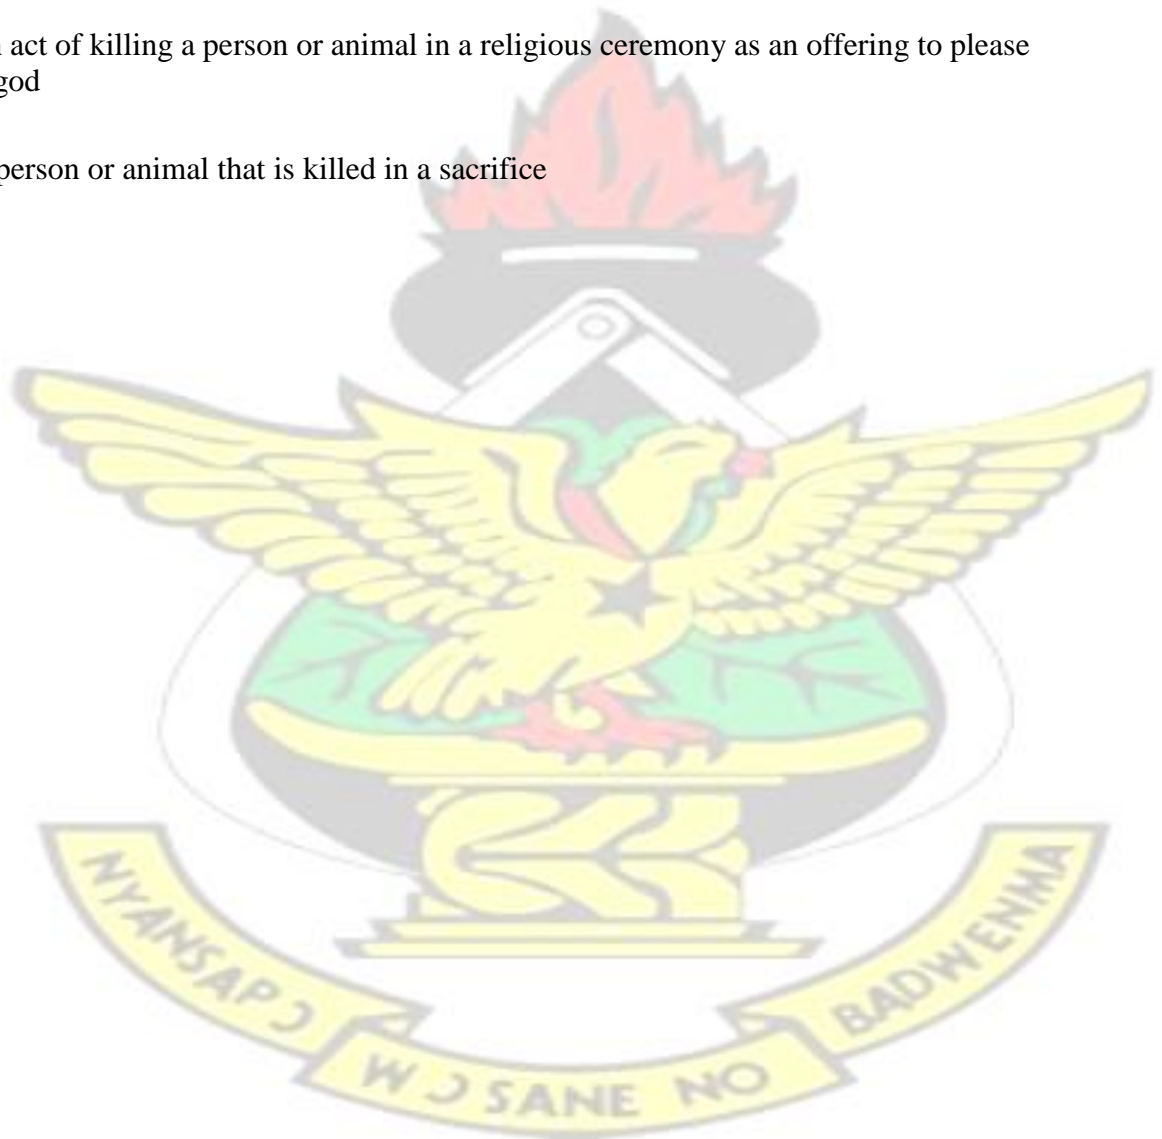 act of killing a person or animal in a religious ceremony as an offering to please
god
person or animal that is killed in a sacrifice
NYANSAPƆ
WƆSANE NO
BADWENMA